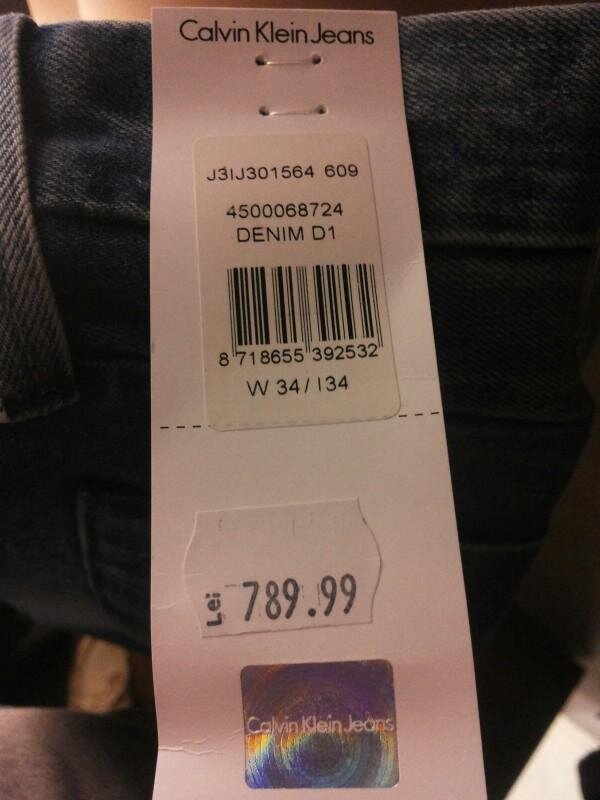 Calvin Klein Jeans
J3IJ301564 609
4500068724
DENIM D1
8 718655 392532
W 34/I34
Lei 789.99
Calvin Klein Jeans